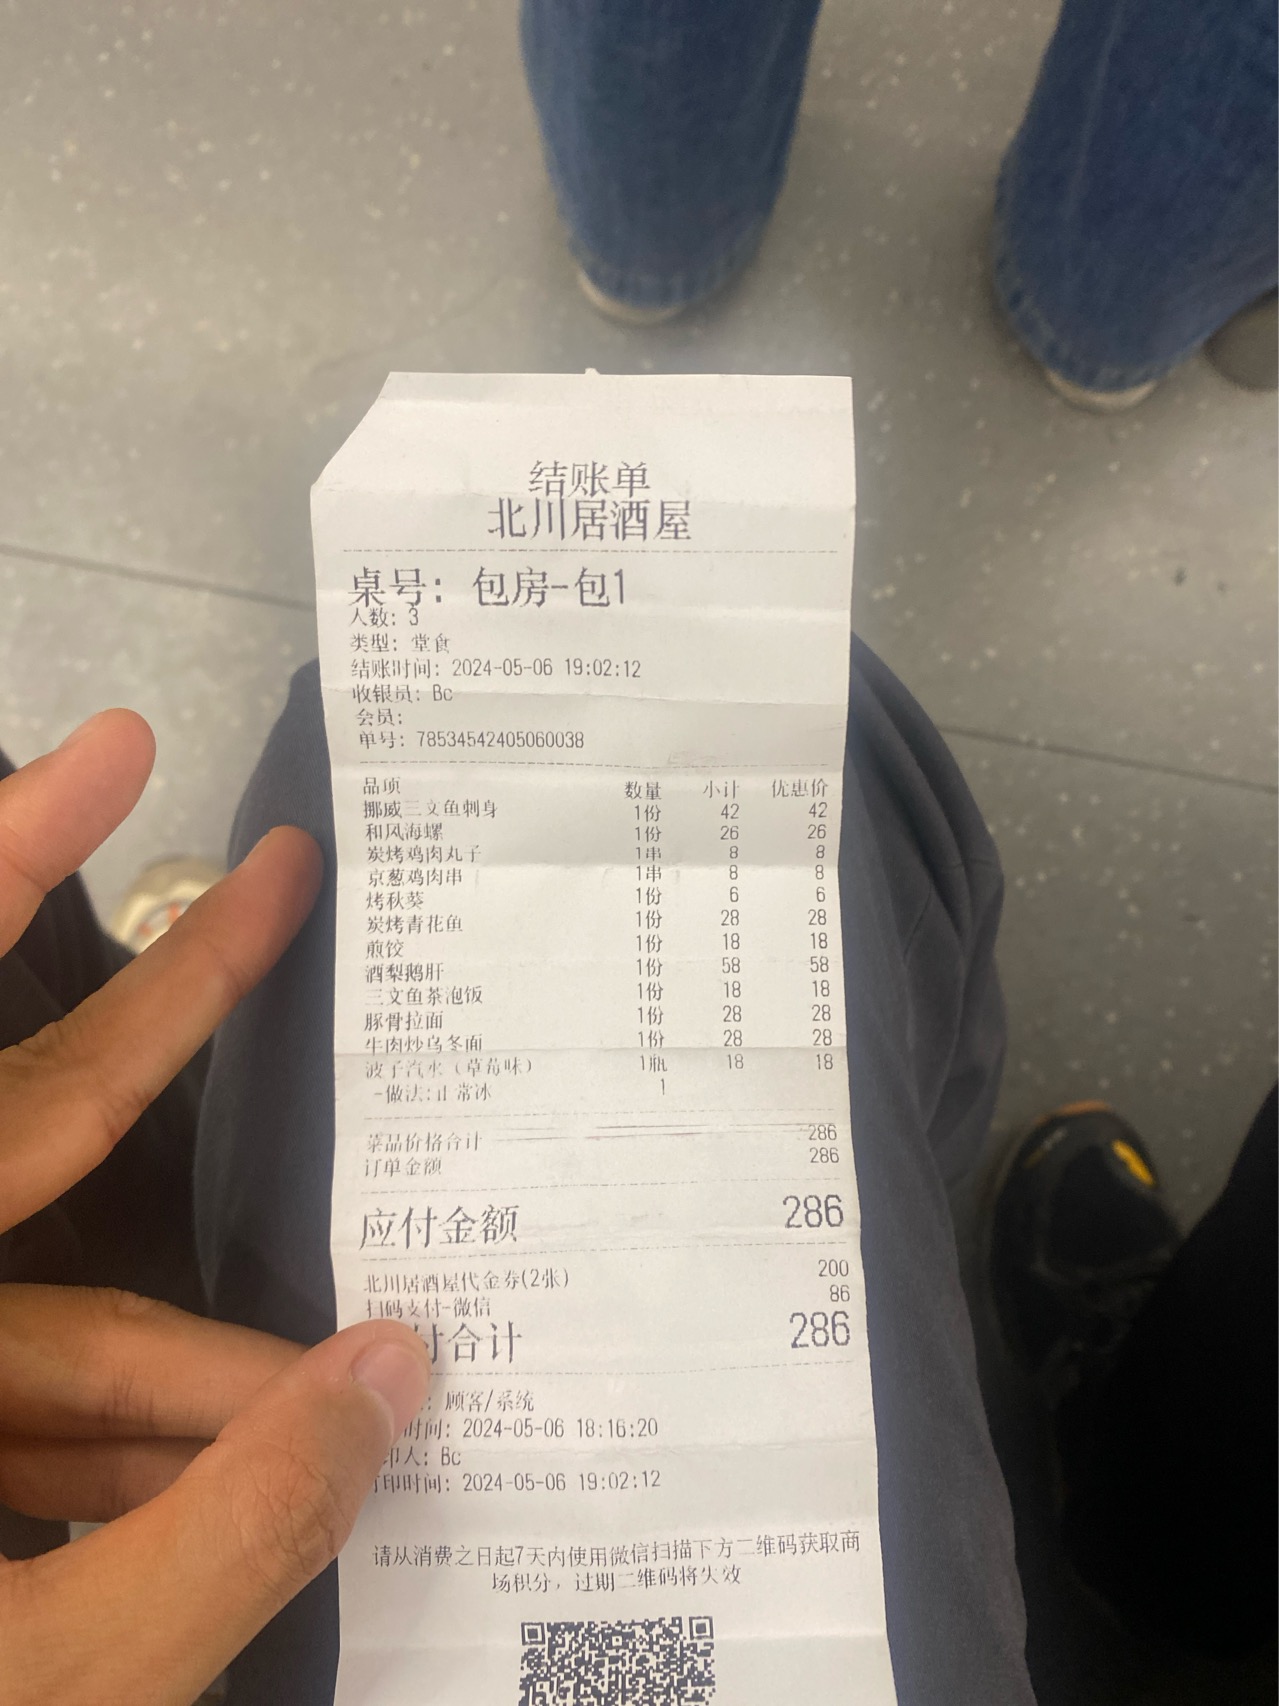 结账单
北川居酒屋
桌号: 包房-包1
人数: 3
类型: 堂食
结账时间: 2024-05-06 19:02:12
收银员: Bc
会员:
单号: 78534542405060038
品项 数量 小计 优惠价
挪威三文鱼刺身 1份 42 42
和风海螺 1份 26 26
炭烤鸡肉丸子 1串 8 8
京葱鸡肉串 1串 8 8
烤秋葵 1份 6 6
炭烤青花鱼 1份 28 28
煎饺 1份 18 18
酒梨鹅肝 1份 58 58
三文鱼茶泡饭 1份 18 18
豚骨拉面 1份 28 28
牛肉炒乌冬面 1份 28 28
波子汽水（草莓味） 1瓶 18 18
-做法:正常冰 1
菜品价格合计 286
订单金额 286
应付金额 286
北川居酒屋代金券(2张) 200
扫码支付-微信 86
付合计 286
: 顾客/系统
时间: 2024-05-06 18:16:20
印人: Bc
打印时间: 2024-05-06 19:02:12
请从消费之日起7天内使用微信扫描下方二维码获取商
场积分，过期二维码将失效